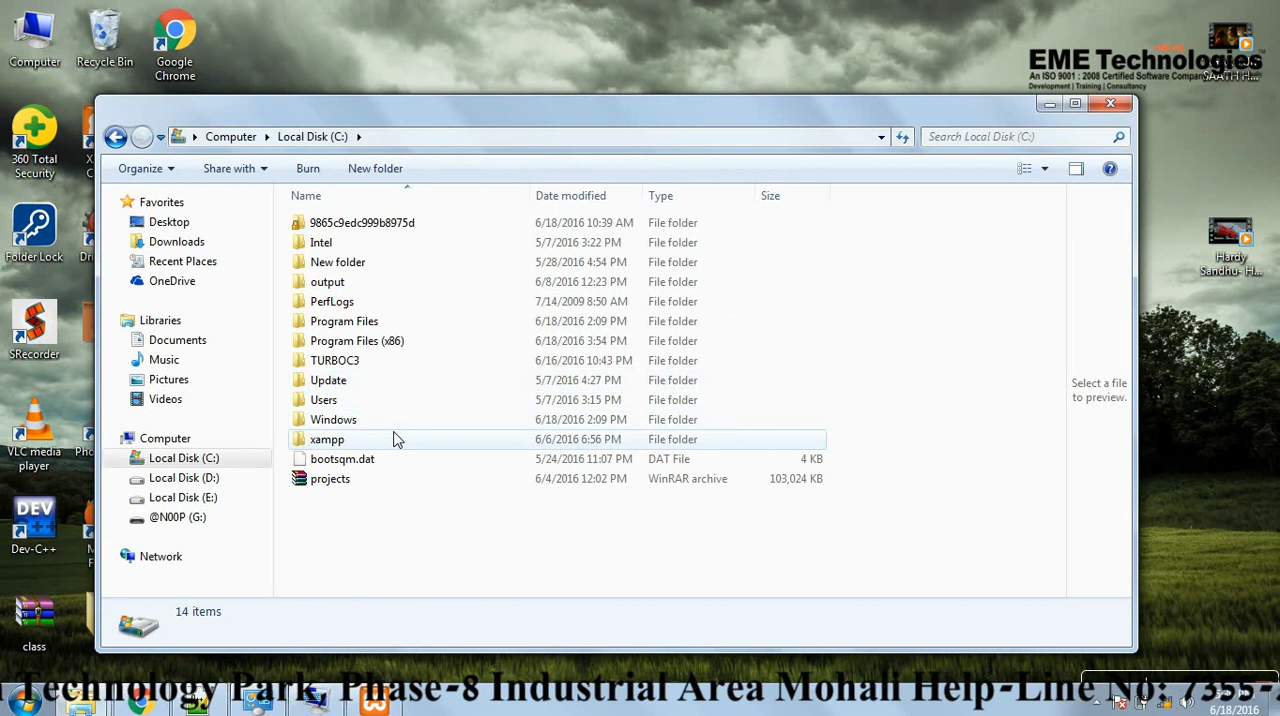 Computer
Recycle Bin
Google
Chrome
EME Technologies
An ISO 9001 : 2008 Certified Software Company
Development | Training | Consultancy
SAATH H...
360 Total
Security
Folder Lock
SRecorder
VLC media
player
Dev-C++
class
Hardy
Sandhu- H...
Computer
Local Disk (C:)
Search Local Disk (C:)
Organize
Share with
Burn
New folder
Name
Date modified
Type
Size
Favorites
Desktop
Downloads
Recent Places
OneDrive
Libraries
Documents
Music
Pictures
Videos
Computer
Local Disk (C:)
Local Disk (D:)
Local Disk (E:)
@N00P (G:)
Network
9865c9edc999b8975d 6/18/2016 10:39 AM File folder
Intel 5/7/2016 3:22 PM File folder
New folder 5/28/2016 4:54 PM File folder
output 6/8/2016 12:23 PM File folder
PerfLogs 7/14/2009 8:50 AM File folder
Program Files 6/18/2016 2:09 PM File folder
Program Files (x86) 6/18/2016 3:54 PM File folder
TURBOC3 6/16/2016 10:43 PM File folder
Update 5/7/2016 4:27 PM File folder
Users 5/7/2016 3:15 PM File folder
Windows 6/18/2016 2:09 PM File folder
xampp 6/6/2016 6:56 PM File folder
bootsqm.dat 5/24/2016 11:07 PM DAT File 4 KB
projects 6/4/2016 12:02 PM WinRAR archive 103,024 KB
Select a file
to preview.
14 items
Technology Park, Phase-8 Industrial Area Mohali Help-Line No: 7355-
6/18/2016